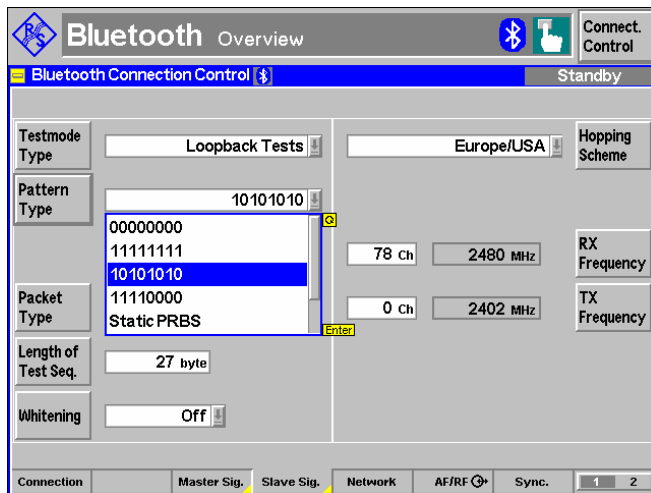 R S
Bluetooth Overview
Connect.
Control
Bluetooth Connection Control
Standby
Testmode
Type
Loopback Tests
Europe/USA
Hopping
Scheme
Pattern
Type
10101010
00000000
11111111
10101010
11110000
Static PRBS
Enter
78 Ch
2480 MHz
RX
Frequency
Packet
Type
0 Ch
2402 MHz
TX
Frequency
Length of
Test Seq.
27 byte
Whitening
Off
Connection
Master Sig.
Slave Sig.
Network
AF/RF
Sync.
1 2